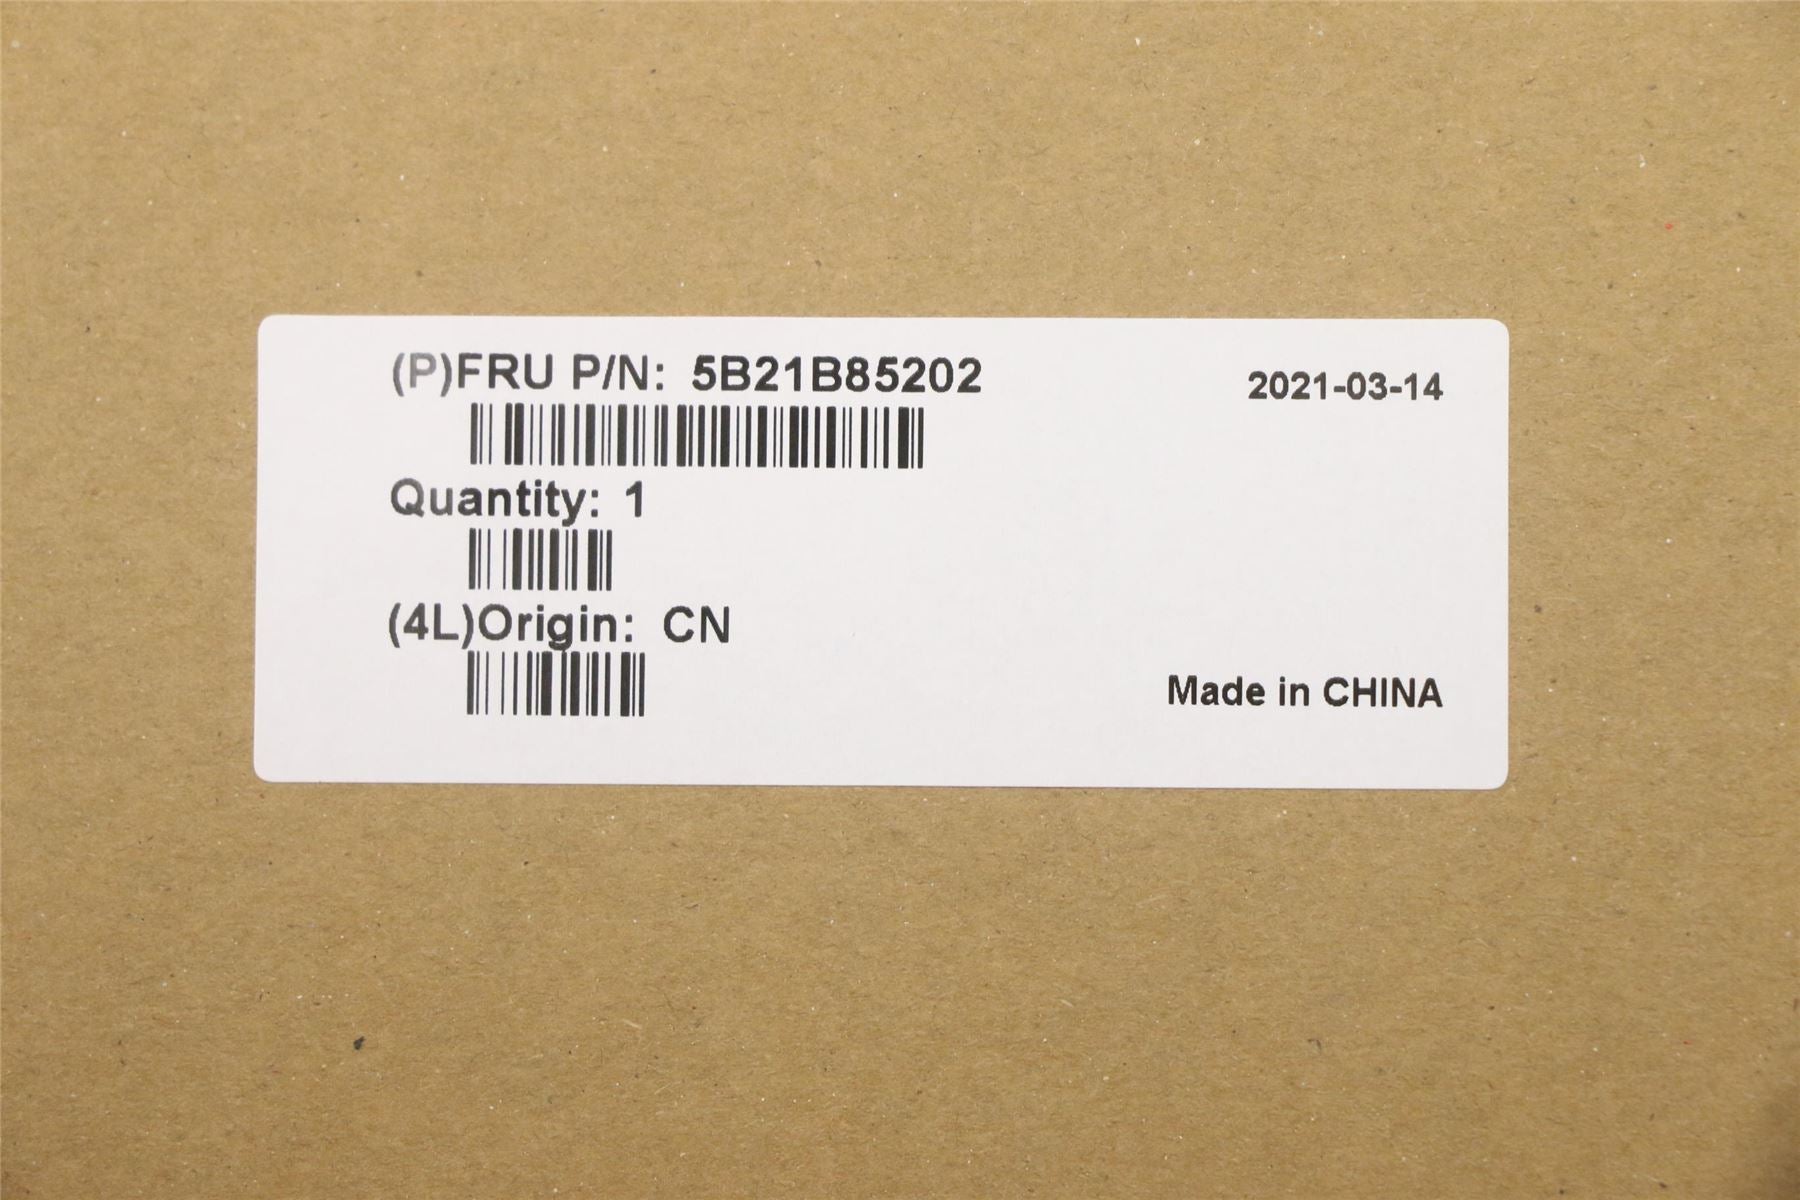 (P)FRU P/N: 5B21B85202
2021-03-14
Quantity: 1
(4L)Origin: CN
Made in CHINA